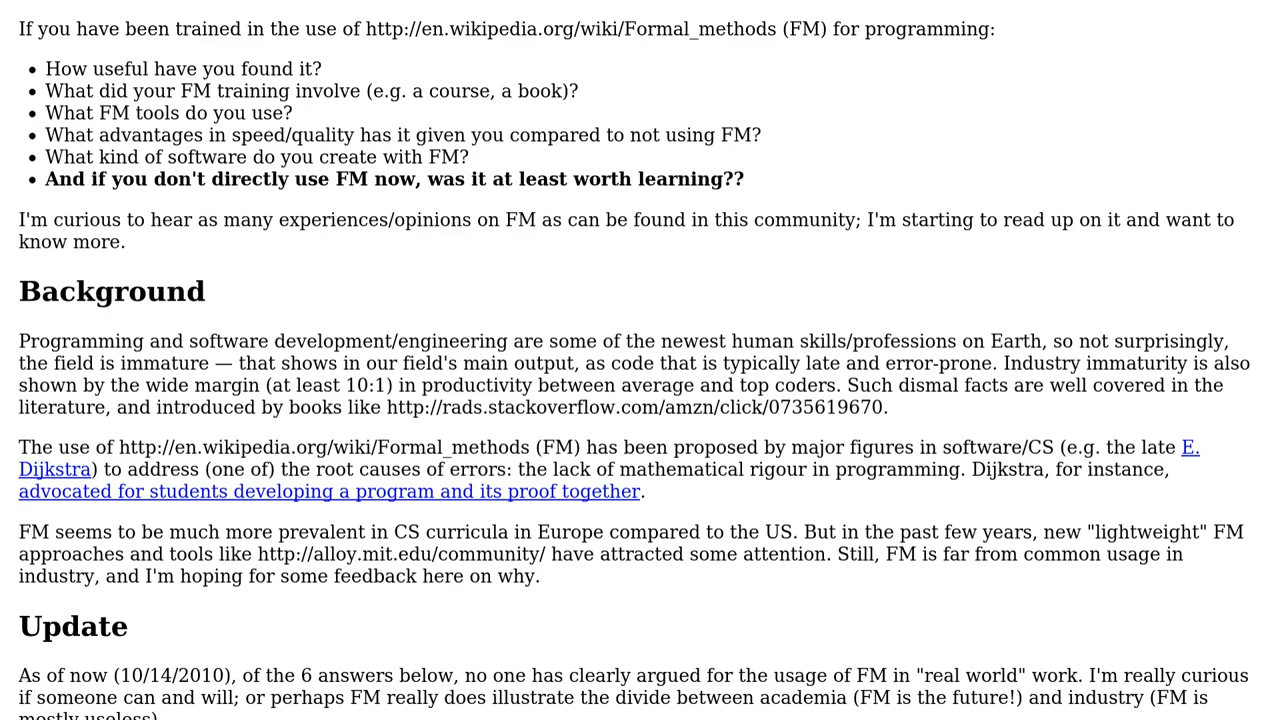 If you have been trained in the use of http://en.wikipedia.org/wiki/Formal_methods (FM) for programming:
• How useful have you found it?
• What did your FM training involve (e.g. a course, a book)?
• What FM tools do you use?
• What advantages in speed/quality has it given you compared to not using FM?
• What kind of software do you create with FM?
• And if you don't directly use FM now, was it at least worth learning??
I'm curious to hear as many experiences/opinions on FM as can be found in this community; I'm starting to read up on it and want to
know more.
Background
Programming and software development/engineering are some of the newest human skills/professions on Earth, so not surprisingly,
the field is immature — that shows in our field's main output, as code that is typically late and error-prone. Industry immaturity is also
shown by the wide margin (at least 10:1) in productivity between average and top coders. Such dismal facts are well covered in the
literature, and introduced by books like http://rads.stackoverflow.com/amzn/click/0735619670.
The use of http://en.wikipedia.org/wiki/Formal_methods (FM) has been proposed by major figures in software/CS (e.g. the late E.
Dijkstra) to address (one of) the root causes of errors: the lack of mathematical rigour in programming. Dijkstra, for instance,
advocated for students developing a program and its proof together.
FM seems to be much more prevalent in CS curricula in Europe compared to the US. But in the past few years, new "lightweight" FM
approaches and tools like http://alloy.mit.edu/community/ have attracted some attention. Still, FM is far from common usage in
industry, and I'm hoping for some feedback here on why.
Update
As of now (10/14/2010), of the 6 answers below, no one has clearly argued for the usage of FM in "real world" work. I'm really curious
if someone can and will; or perhaps FM really does illustrate the divide between academia (FM is the future!) and industry (FM is
mostly useless).